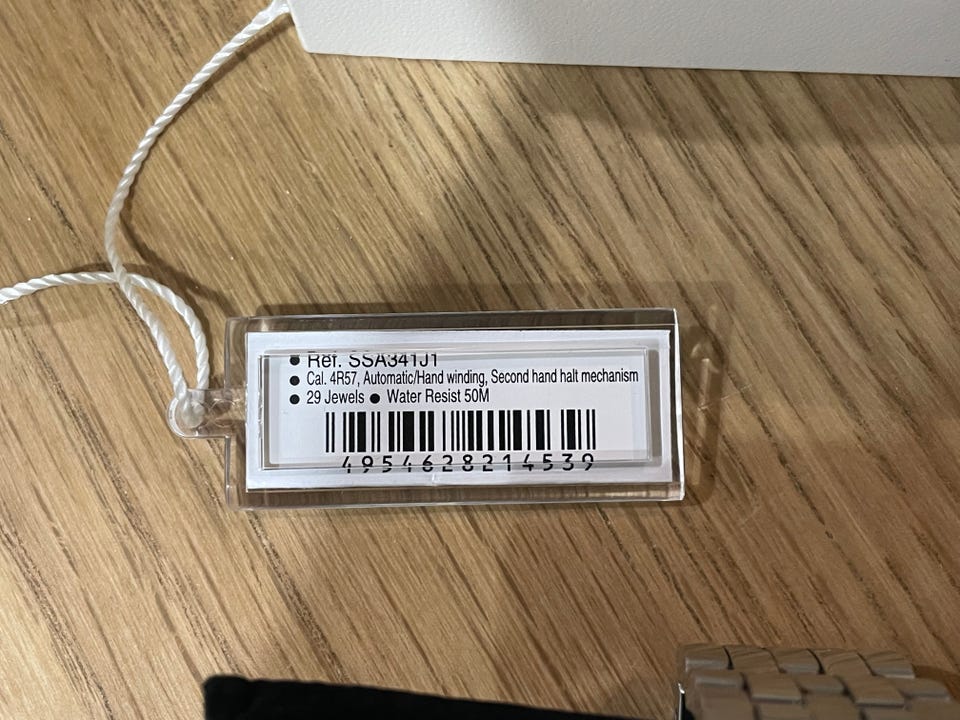 ● Ref. SSA341J1
● Cal. 4R57, Automatic/Hand winding, Second hand halt mechanism
● 29 Jewels ● Water Resist 50M
4954628214539